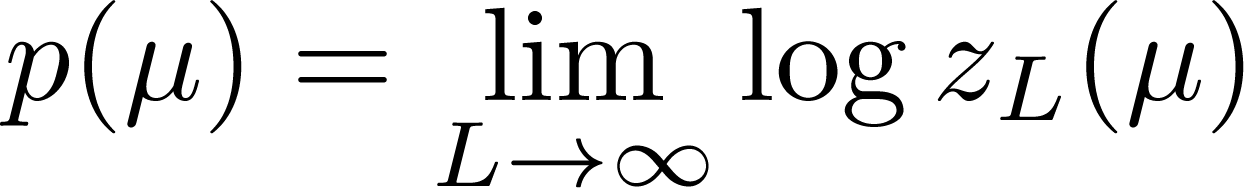 p(μ) = lim_{L→∞} log z_L(μ)